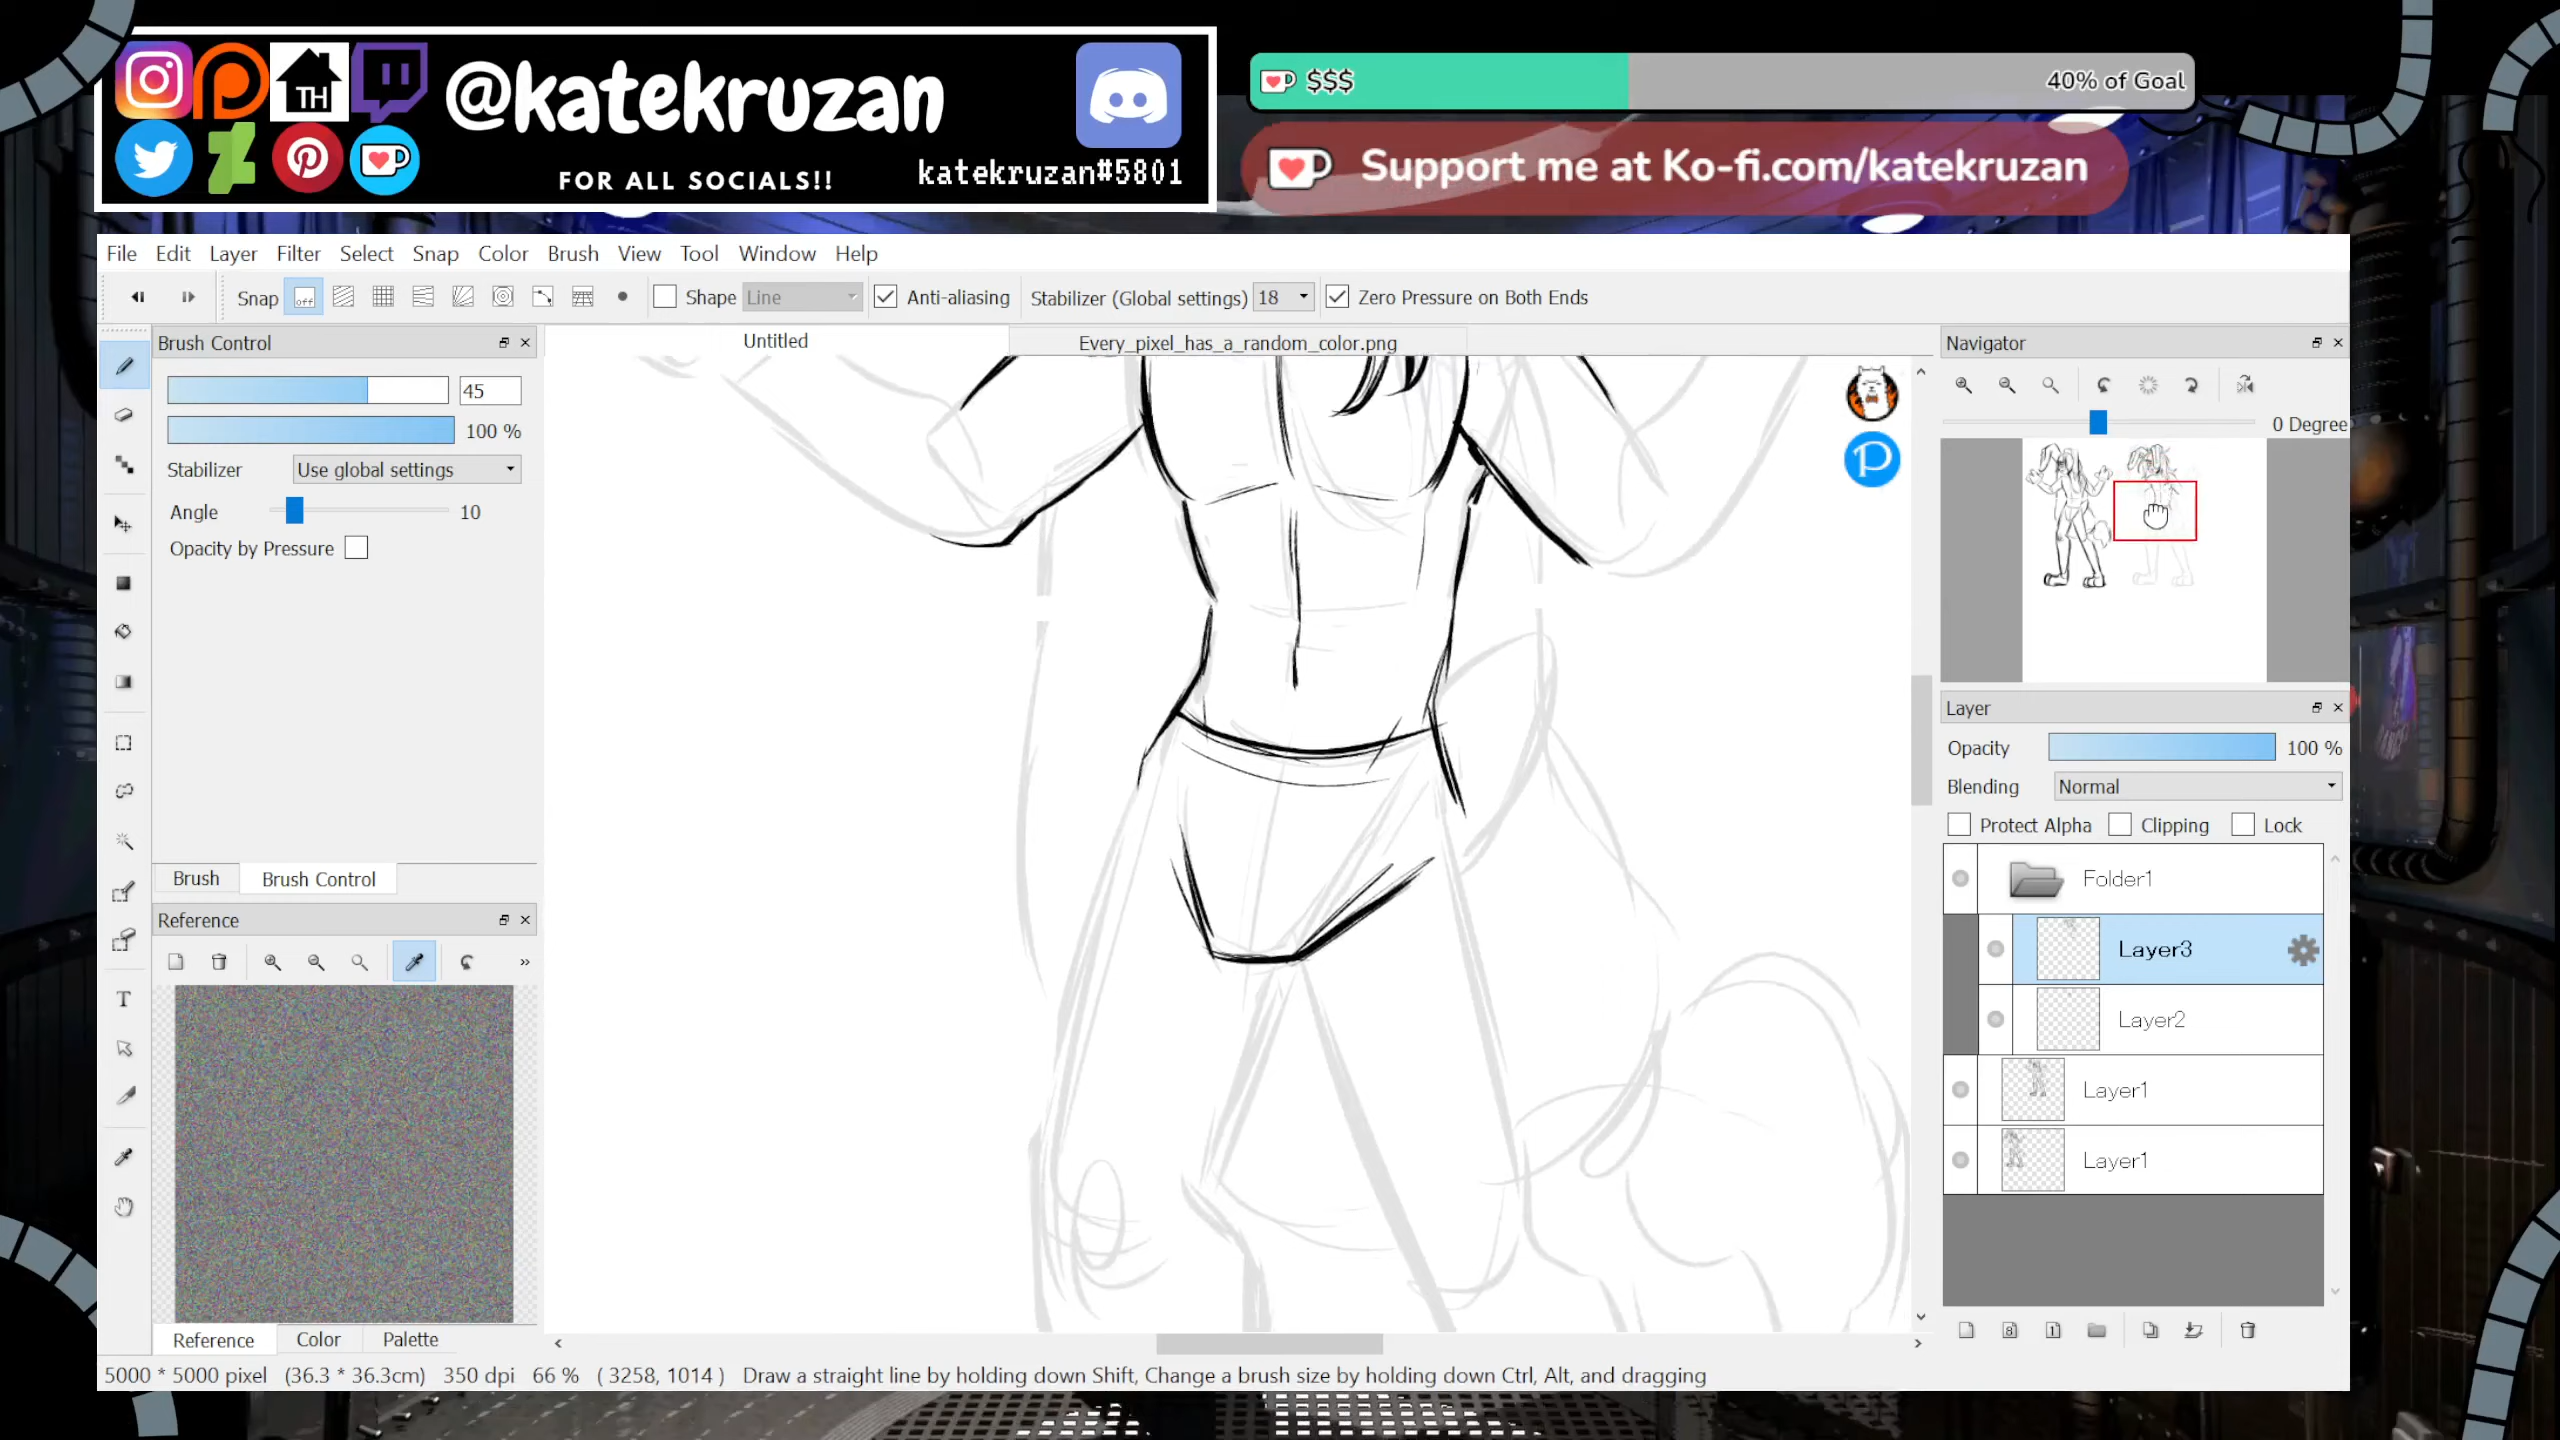 TH
@katekruzan
FOR ALL SOCIALS!!
katekruzan#5801
$$$
40% of Goal
Support me at Ko-fi.com/katekruzan
File Edit Layer Filter Select Snap Color Brush View Tool Window Help
Snap off Shape Line Anti-aliasing Stabilizer (Global settings) 18 Zero Pressure on Both Ends
Brush Control
Untitled
Every_pixel_has_a_random_color.png
Navigator
45
100 %
Stabilizer Use global settings
Angle 10
Opacity by Pressure
0 Degree
Layer
Opacity 100 %
Blending Normal
Protect Alpha Clipping Lock
Brush Brush Control
Folder1
Reference
Layer3
Layer2
Layer1
Layer1
T
8
1
Reference Color Palette
5000 * 5000 pixel (36.3 * 36.3cm) 350 dpi 66 % ( 3258, 1014 ) Draw a straight line by holding down Shift, Change a brush size by holding down Ctrl, Alt, and dragging